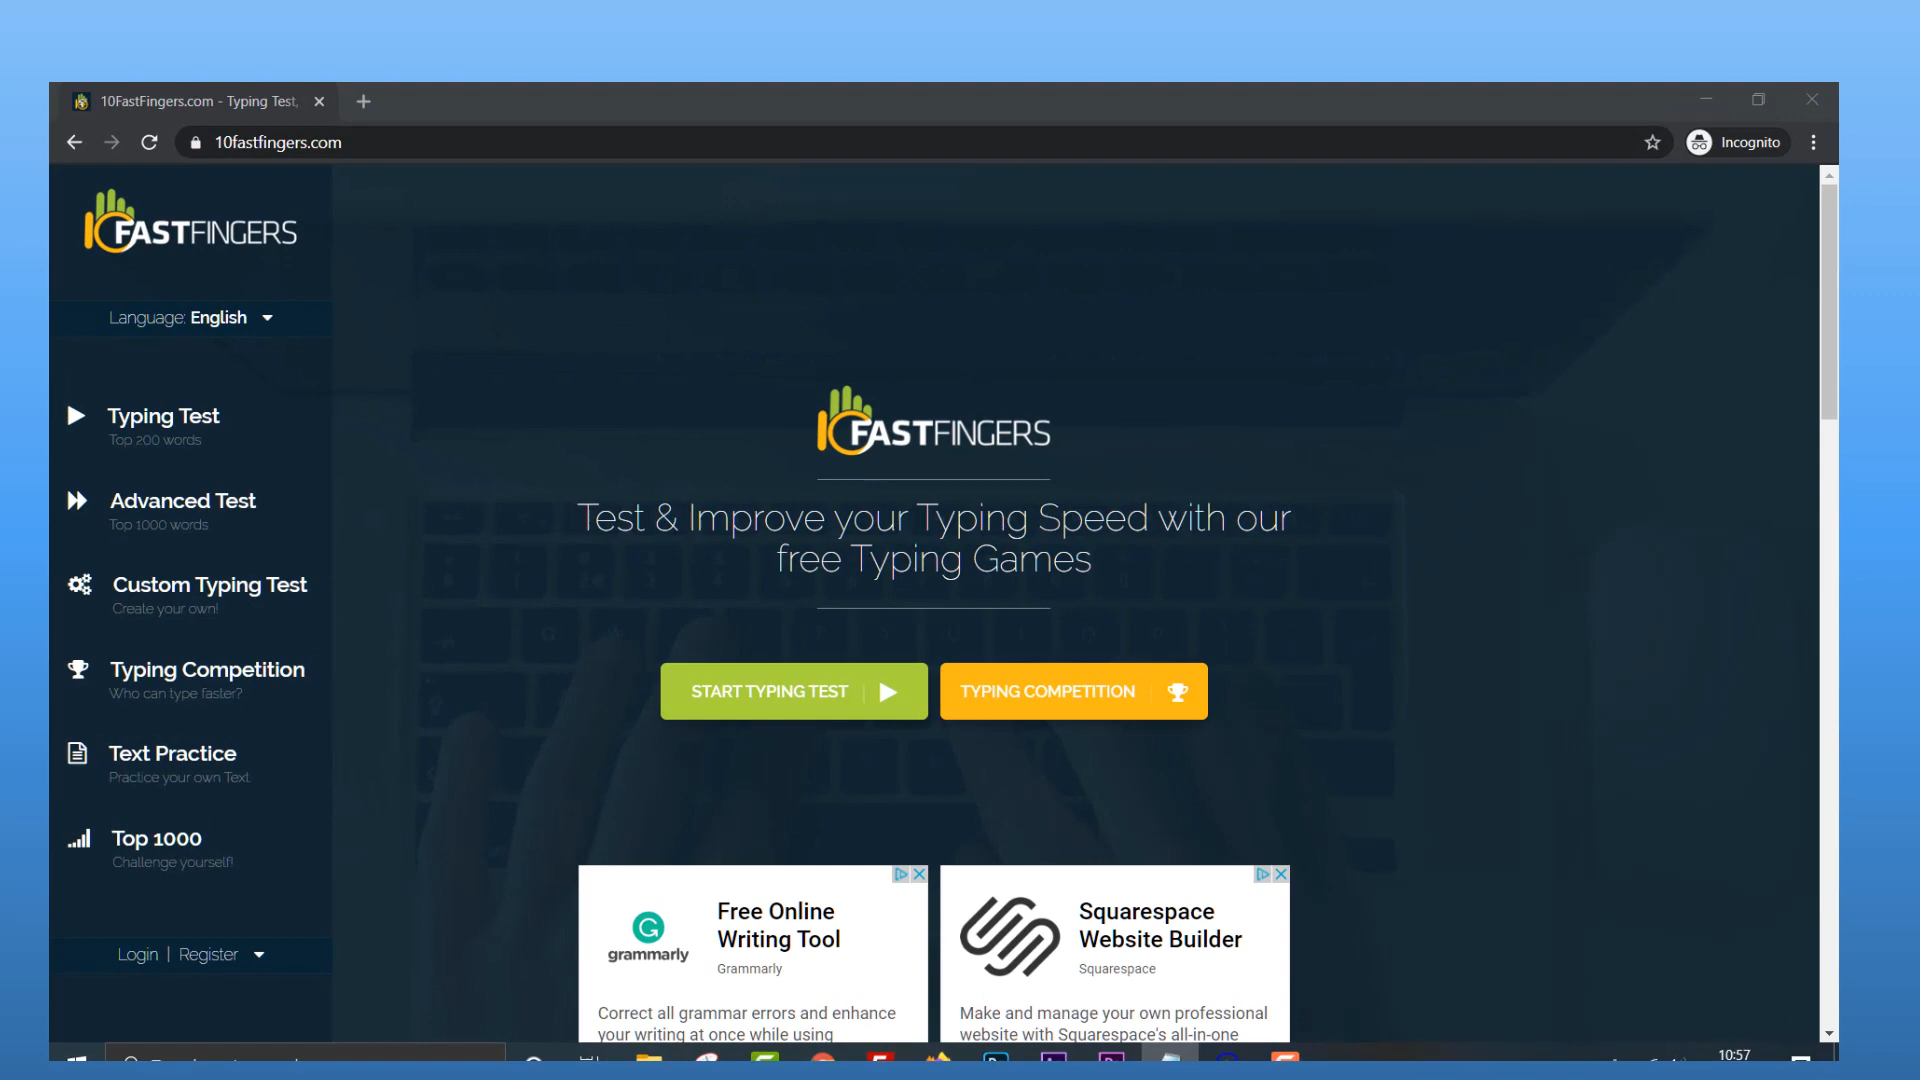 10FastFingers.com - Typing Test,
10fastfingers.com
Incognito
FASTFINGERS
Language: English
Typing Test
Top 200 words
Advanced Test
Top 1000 words
Custom Typing Test
Create your own!
Typing Competition
Who can type faster?
Text Practice
Practice your own Text
Top 1000
Challenge yourself!
Login | Register
FASTFINGERS
Test & Improve your Typing Speed with our
free Typing Games
START TYPING TEST
TYPING COMPETITION
grammarly
Free Online
Writing Tool
Grammarly
Correct all grammar errors and enhance
your writing at once while using
Squarespace
Website Builder
Squarespace
Make and manage your own professional
website with Squarespace's all-in-one
10:57